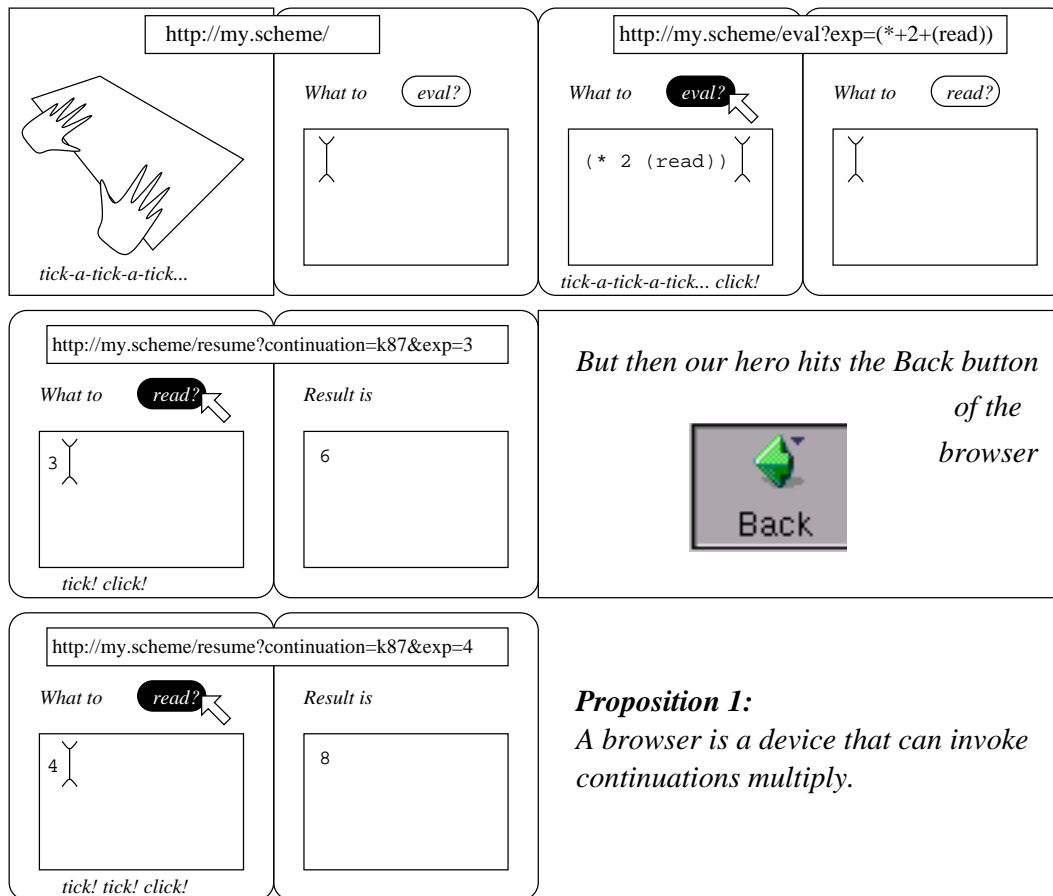 http://my.scheme/
What to eval?
tick-a-tick-a-tick...
http://my.scheme/eval?exp=(*+2+(read))
What to eval?
(* 2 (read))
tick-a-tick-a-tick... click!
What to read?
http://my.scheme/resume?continuation=k87&exp=3
What to read?
3
tick! click!
Result is
6
But then our hero hits the Back button
of the
browser
Back
http://my.scheme/resume?continuation=k87&exp=4
What to read?
4
tick! tick! click!
Result is
8
Proposition 1:
A browser is a device that can invoke
continuations multiply.